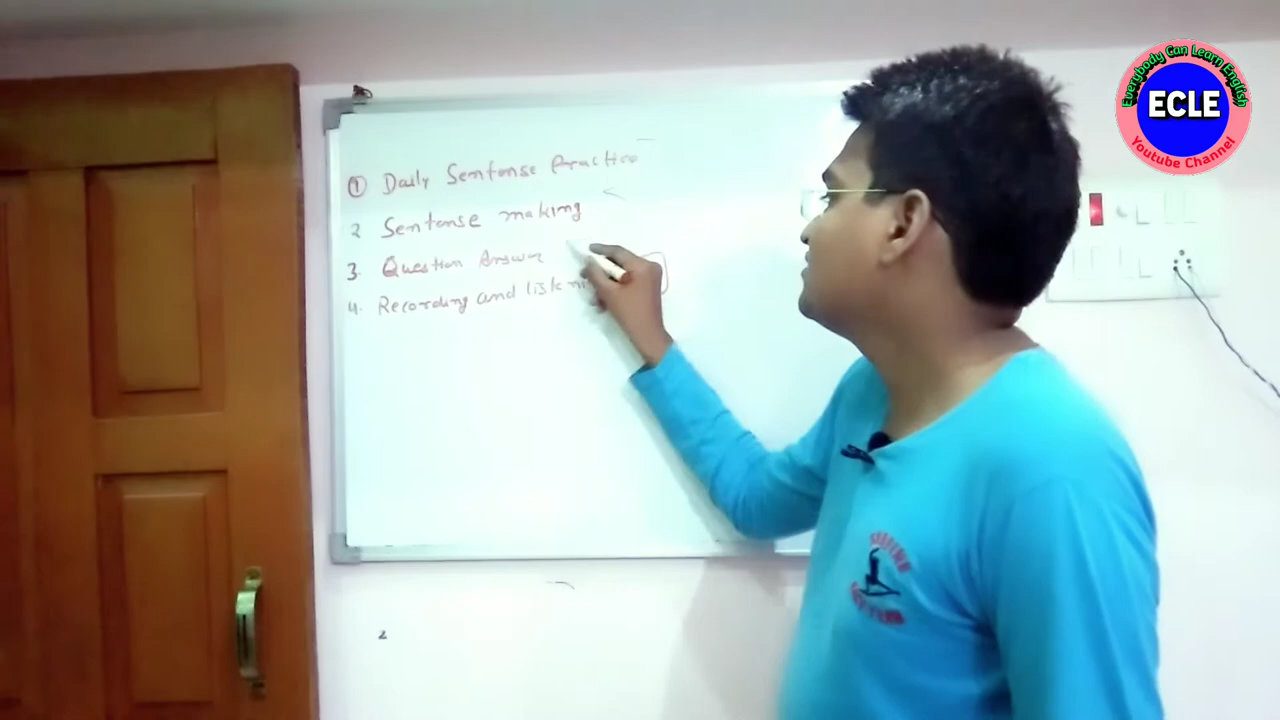 ① Daily Sentense Practice
2 Sentense making
3. Question Answer
4. Recording and
Everybody Can Learn English
ECLE
Youtube Channel
2